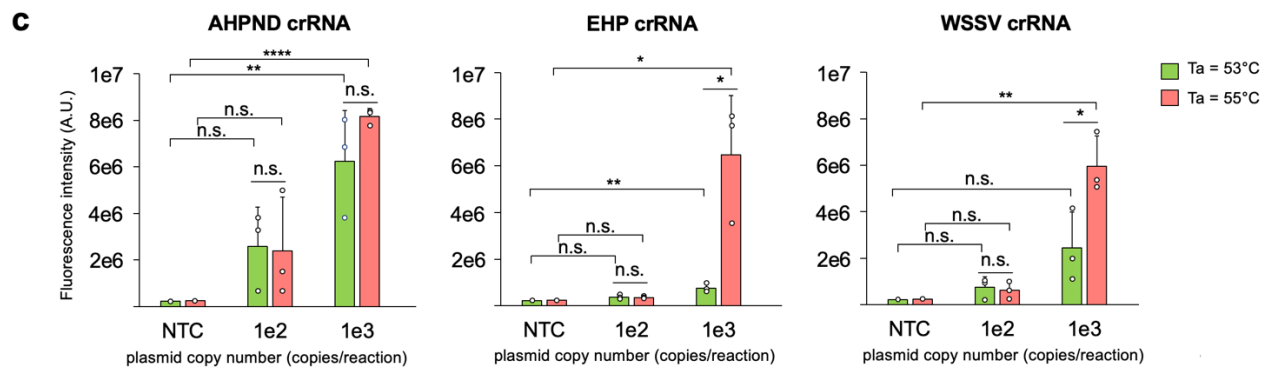 C
AHPND crRNA
Fluorescence intensity (A.U.)
1e7
8e6
6e6
4e6
2e6
****
**
n.s.
n.s.
n.s.
n.s.
NTC 1e2 1e3
plasmid copy number (copies/reaction)
EHP crRNA
1e7
8e6
6e6
4e6
2e6
*
*
**
n.s.
n.s.
n.s.
NTC 1e2 1e3
plasmid copy number (copies/reaction)
WSSV crRNA
1e7
8e6
6e6
4e6
2e6
**
*
n.s.
n.s.
n.s.
n.s.
NTC 1e2 1e3
plasmid copy number (copies/reaction)
Ta = 53°C
Ta = 55°C